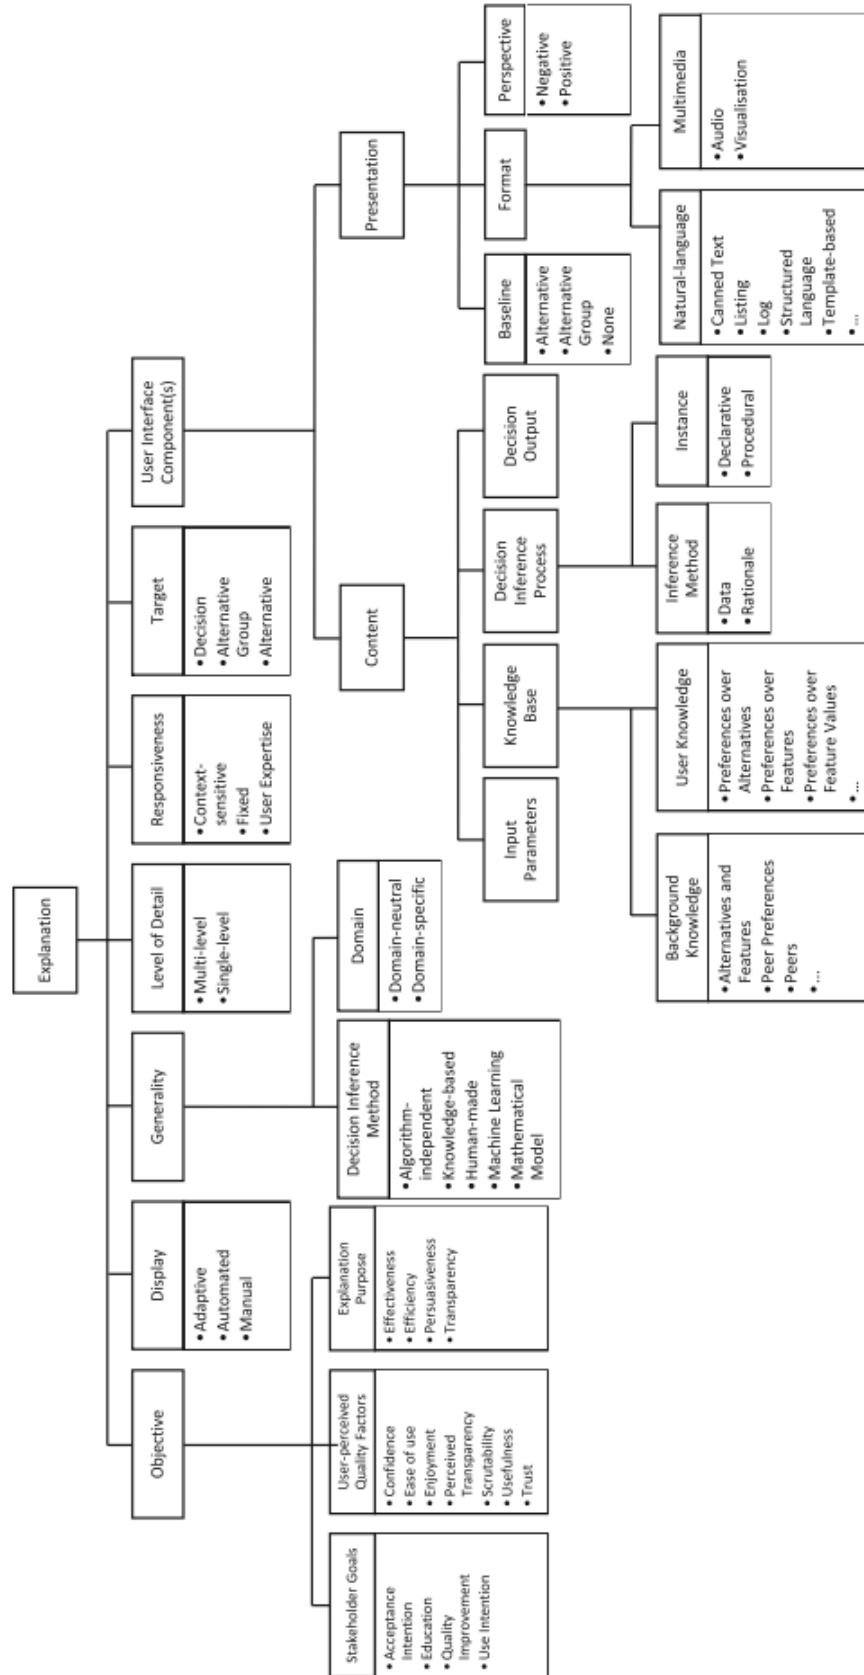 Explanation
Objective
Display
Generality
Level of Detail
Responsiveness
Target
User Interface
Component(s)
• Adaptive
• Automated
• Manual
• Multi-level
• Single-level
• Context-
sensitive
• Fixed
• User Expertise
• Decision
• Alternative
Group
• Alternative
Stakeholder Goals
• Acceptance
Intention
• Education
• Quality
Improvement
• Use Intention
User-perceived
Quality Factors
• Confidence
• Ease of use
• Enjoyment
• Perceived
Transparency
• Scrutability
• Usefulness
• Trust
Explanation
Purpose
• Effectiveness
• Efficiency
• Persuasiveness
• Transparency
Decision Inference
Method
• Algorithm-
independent
• Knowledge-based
• Human-made
• Machine Learning
• Mathematical
Model
Domain
• Domain-neutral
• Domain-specific
Content
Presentation
Input
Parameters
Knowledge
Base
Decision
Inference
Process
Decision
Output
Baseline
• Alternative
• Alternative
Group
• None
Format
Perspective
• Negative
• Positive
Background
Knowledge
• Alternatives and
Features
• Peer Preferences
• Peers
• ...
User Knowledge
• Preferences over
Alternatives
• Preferences over
Features
• Preferences over
Feature Values
• ...
Inference
Method
• Data
• Rationale
Instance
• Declarative
• Procedural
Natural-language
• Canned Text
• Listing
• Log
• Structured
Language
• Template-based
• ...
Multimedia
• Audio
• Visualisation